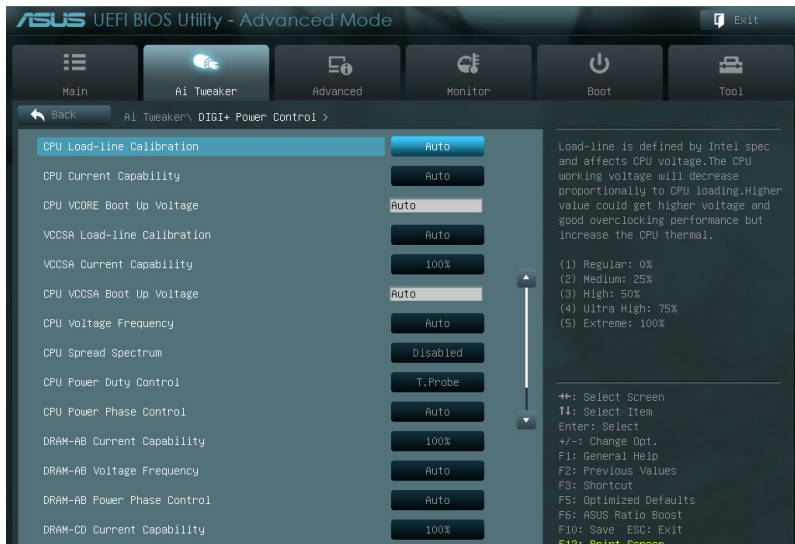 ASUS UEFI BIOS Utility - Advanced Mode
Exit
Main
Ai Tweaker
Advanced
Monitor
Boot
Tool
Back
Ai Tweaker\ DIGI+ Power Control >
CPU Load-line Calibration Auto
CPU Current Capability Auto
CPU VCORE Boot Up Voltage Auto
VCCSA Load-line Calibration Auto
VCCSA Current Capability 100%
CPU VCCSA Boot Up Voltage Auto
CPU Voltage Frequency Auto
CPU Spread Spectrum Disabled
CPU Power Duty Control T.Probe
CPU Power Phase Control Auto
DRAM-AB Current Capability 100%
DRAM-AB Voltage Frequency Auto
DRAM-AB Power Phase Control Auto
DRAM-CD Current Capability 100%
Load-line is defined by Intel spec
and affects CPU voltage.The CPU
working voltage will decrease
proportionally to CPU loading.Higher
value could get higher voltage and
good overclocking performance but
increase the CPU thermal.
(1) Regular: 0%
(2) Medium: 25%
(3) High: 50%
(4) Ultra High: 75%
(5) Extreme: 100%
→←: Select Screen
↑↓: Select Item
Enter: Select
+/-: Change Opt.
F1: General Help
F2: Previous Values
F3: Shortcut
F5: Optimized Defaults
F6: ASUS Ratio Boost
F10: Save ESC: Exit
F12: Print Screen